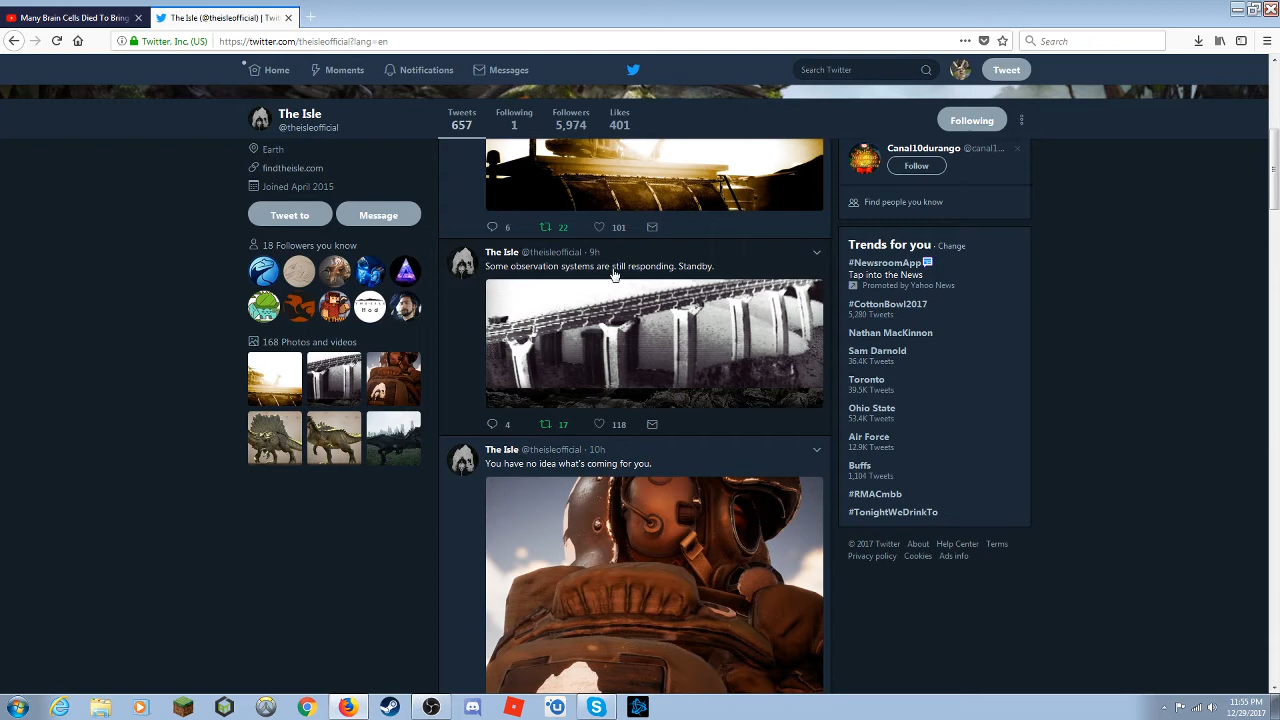 Many Brain Cells Died To Bring
The Isle (@theisleofficial) | Twit
Twitter, Inc. (US)
https://twitter.com/theisleofficial?lang=en
Search
Home
Moments
Notifications
Messages
Search Twitter
Tweet
The Isle
@theisleofficial
Tweets
657
Following
1
Followers
5,974
Likes
401
Following
Earth
findtheisle.com
Joined April 2015
Tweet to
Message
18 Followers you know
168 Photos and videos
6
22
101
The Isle @theisleofficial · 9h
Some observation systems are still responding. Standby.
4
17
118
The Isle @theisleofficial · 10h
You have no idea what's coming for you.
Canal10durango @canal1...
Follow
Find people you know
Trends for you · Change
#NewsroomApp
Tap into the News
Promoted by Yahoo News
#CottonBowl2017
5,280 Tweets
Nathan MacKinnon
Sam Darnold
36.4K Tweets
Toronto
39.5K Tweets
Ohio State
53.4K Tweets
Air Force
12.9K Tweets
Buffs
1,104 Tweets
#RMACmbb
#TonightWeDrinkTo
© 2017 Twitter About Help Center Terms
Privacy policy Cookies Ads info
11:55 PM
12/29/2017